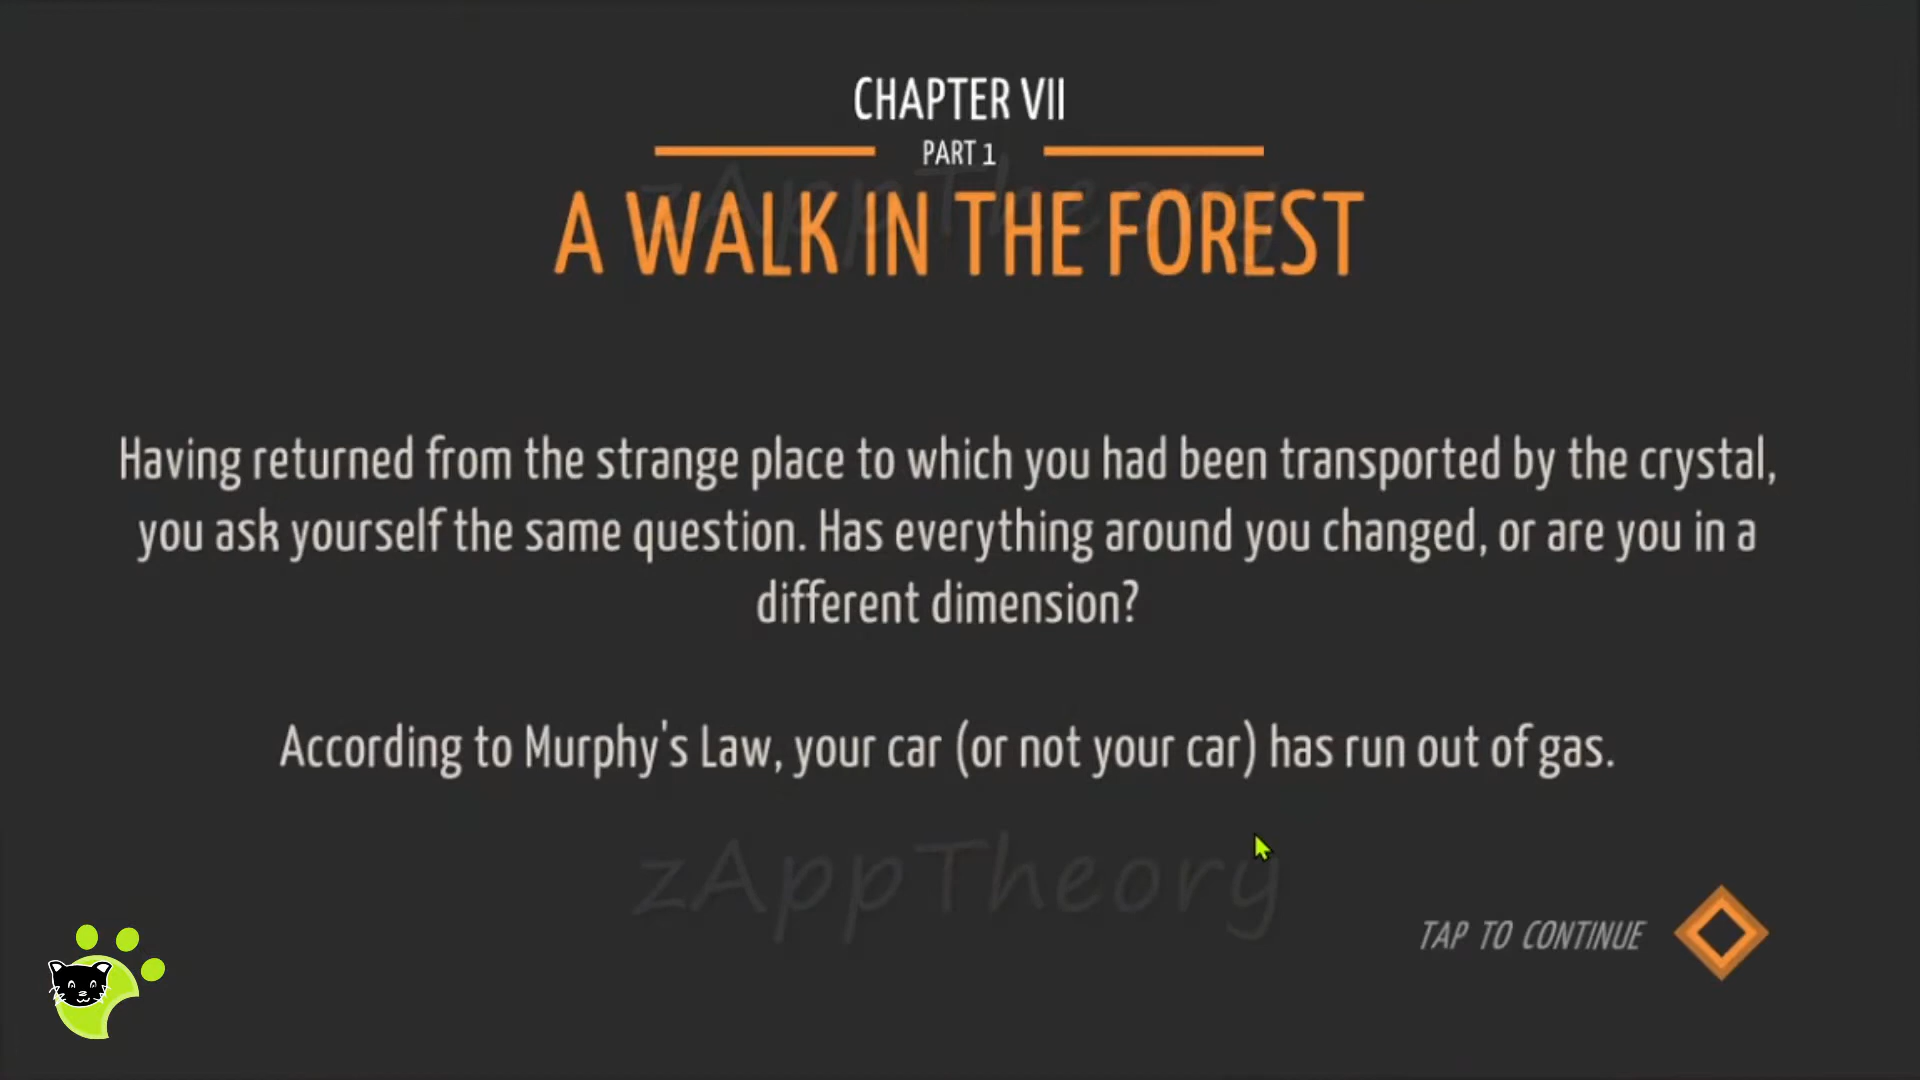 CHAPTER VII
PART 1
zAppTheory
A WALK IN THE FOREST
Having returned from the strange place to which you had been transported by the crystal,
you ask yourself the same question. Has everything around you changed, or are you in a
different dimension?
According to Murphy's Law, your car (or not your car) has run out of gas.
zAppTheory
TAP TO CONTINUE